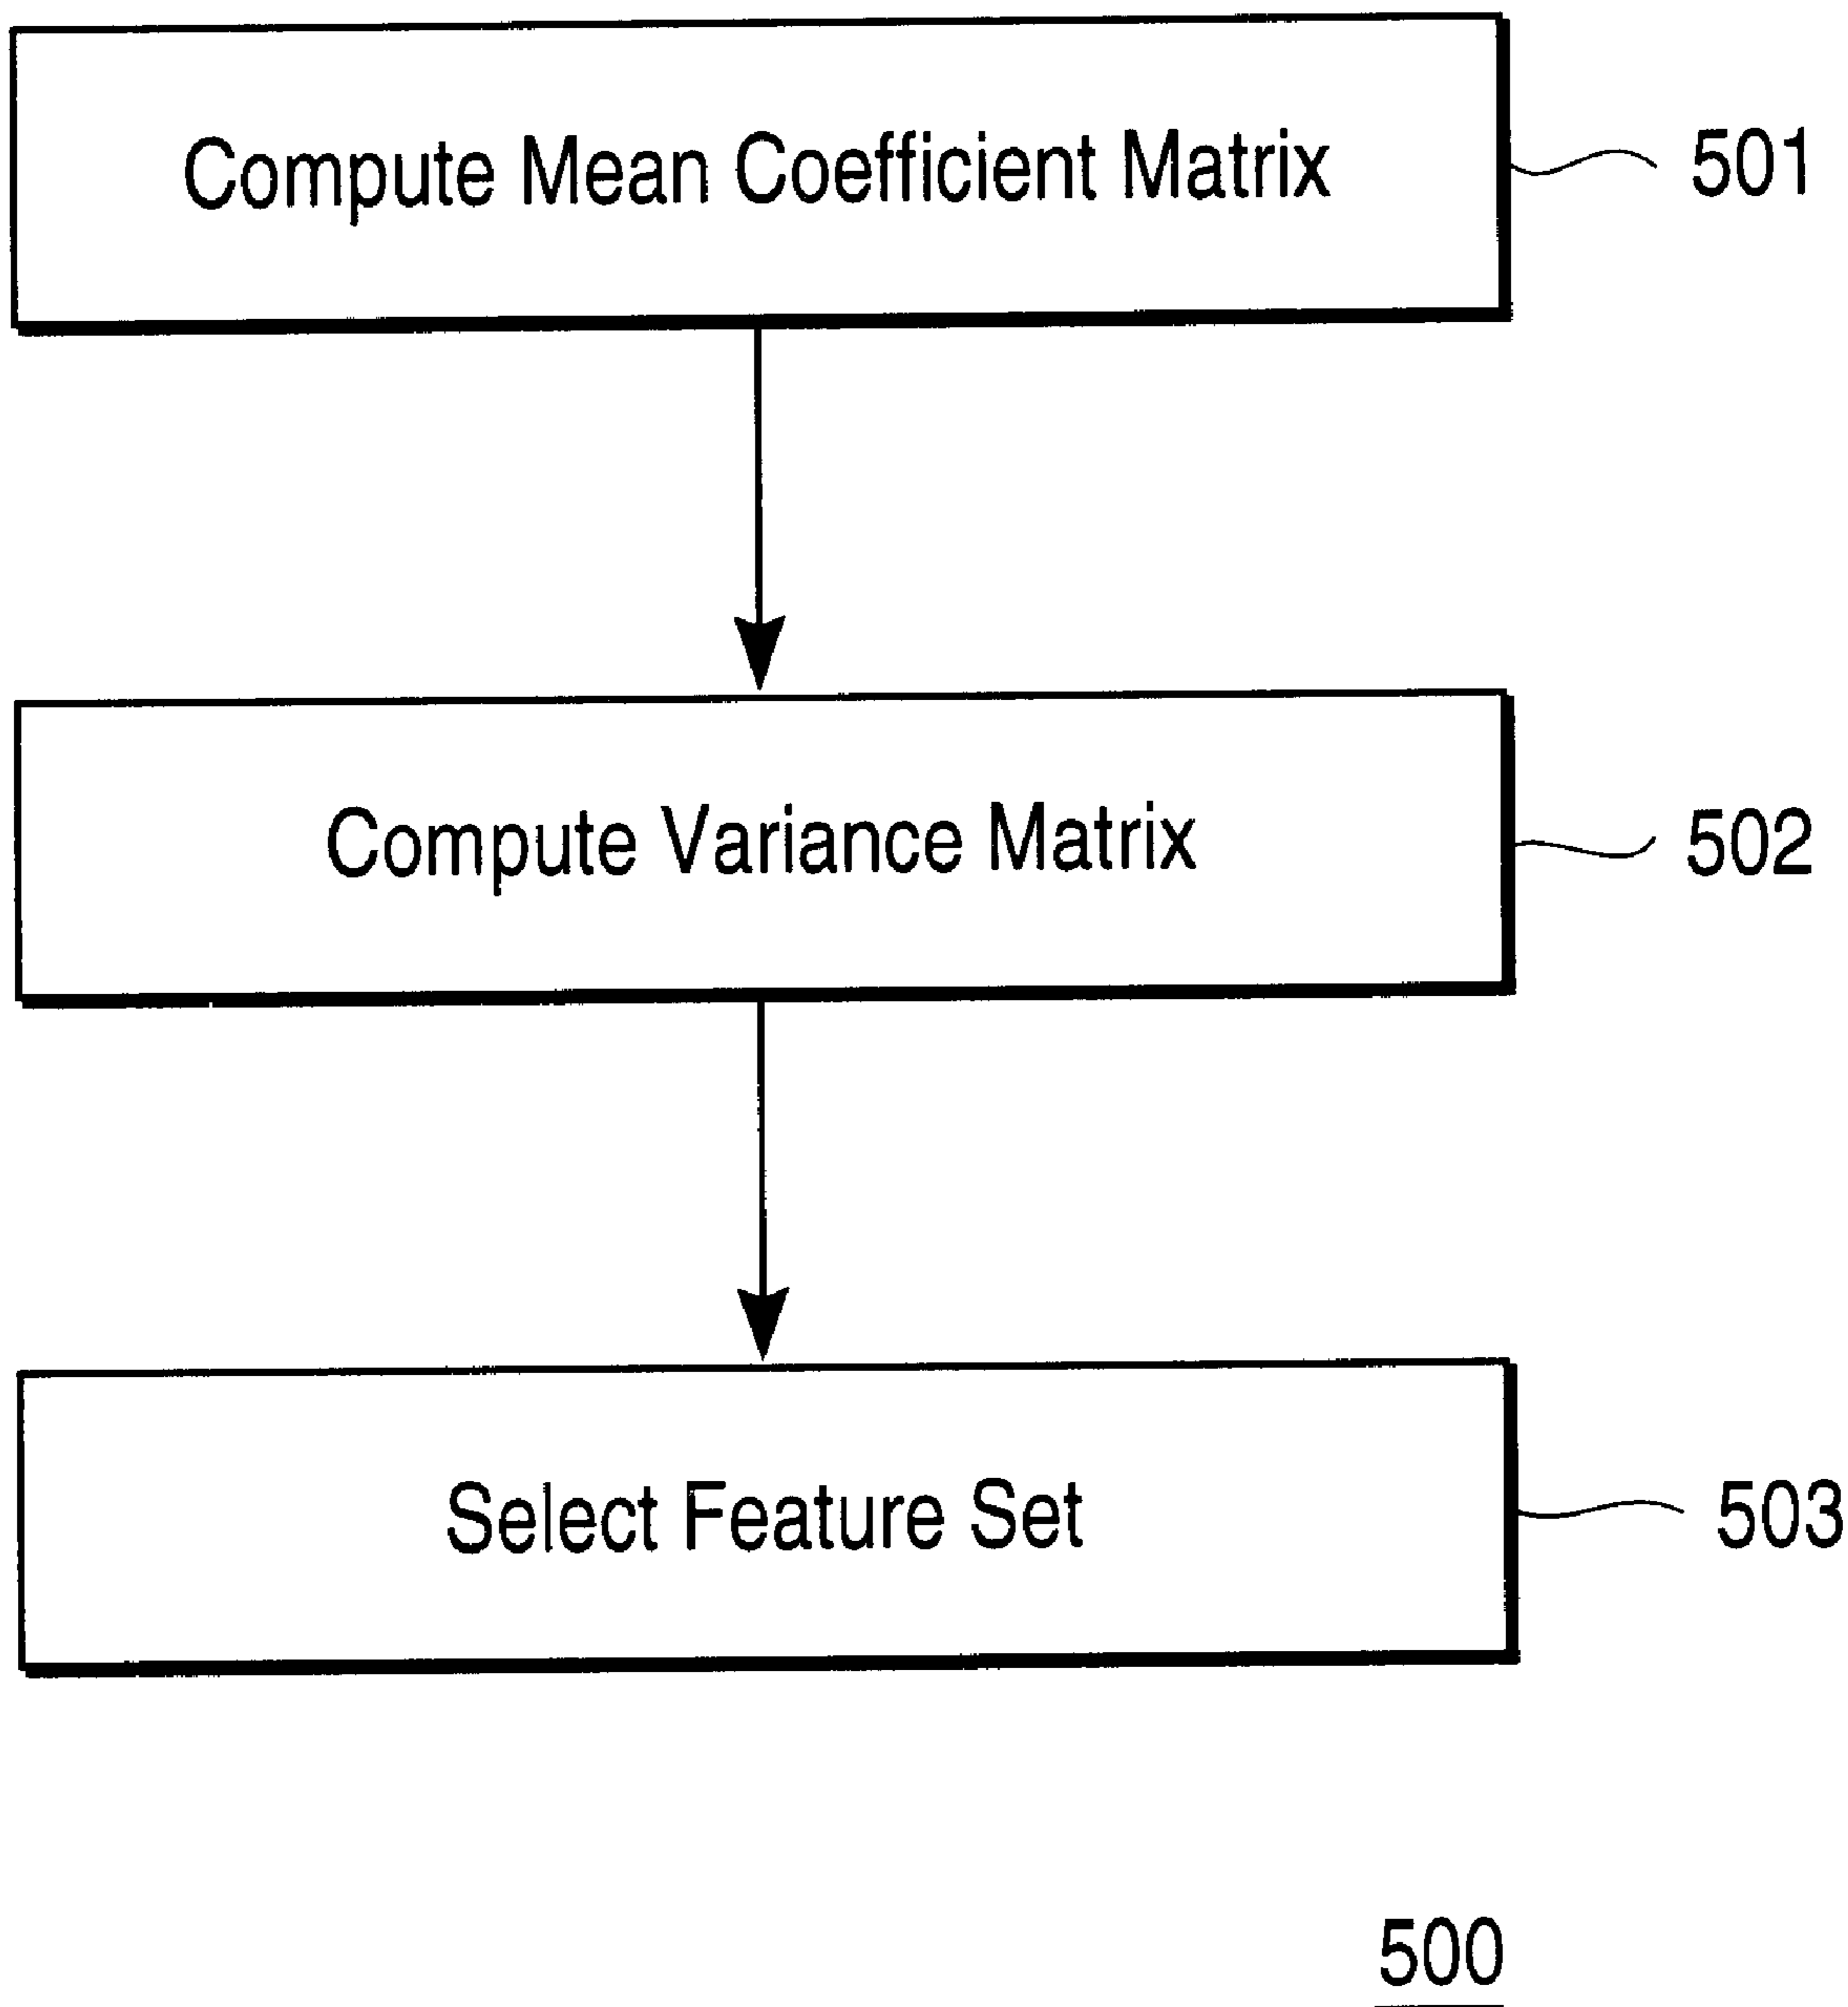 Compute Mean Coefficient Matrix 501
Compute Variance Matrix 502
Select Feature Set 503
500